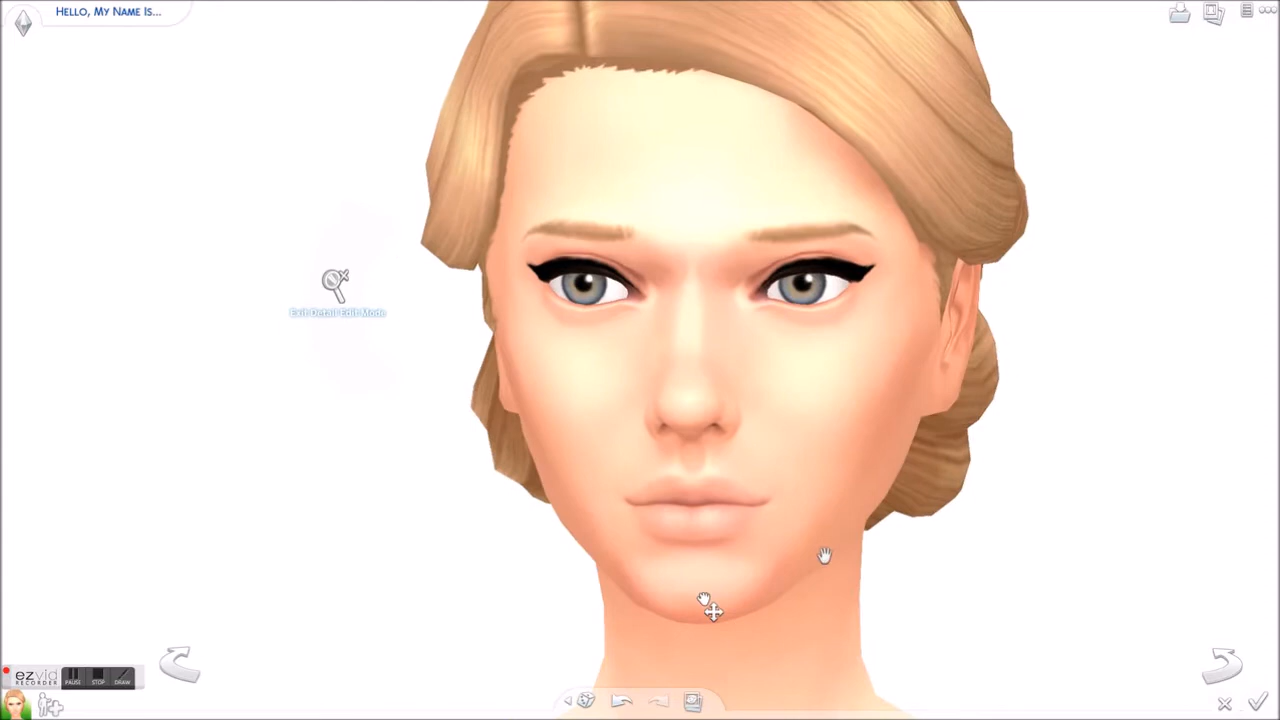 Hello, My Name Is...
Exit Detail Edit Mode
ezvid
RECORDER
PAUSE
STOP
DRAW